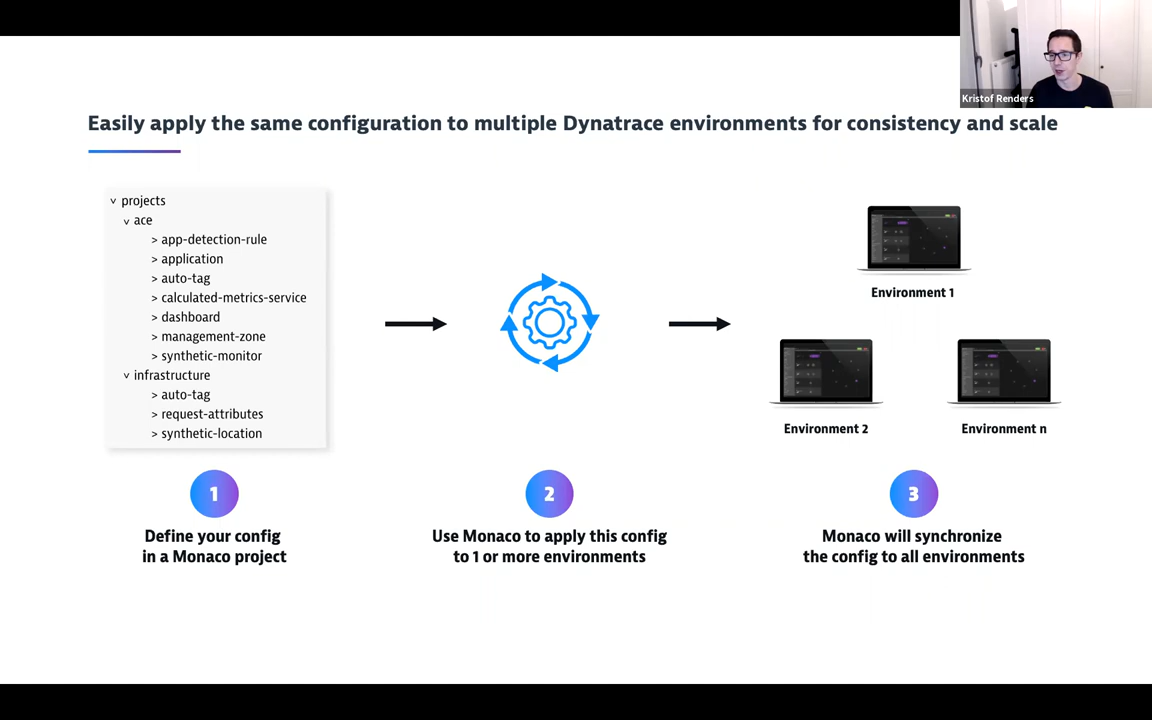 Kristof Renders
Easily apply the same configuration to multiple Dynatrace environments for consistency and scale
v projects
v ace
> app-detection-rule
> application
> auto-tag
> calculated-metrics-service
> dashboard
> management-zone
> synthetic-monitor
v infrastructure
> auto-tag
> request-attributes
> synthetic-location
Environment 1
Environment 2
Environment n
1
Define your config
in a Monaco project
2
Use Monaco to apply this config
to 1 or more environments
3
Monaco will synchronize
the config to all environments